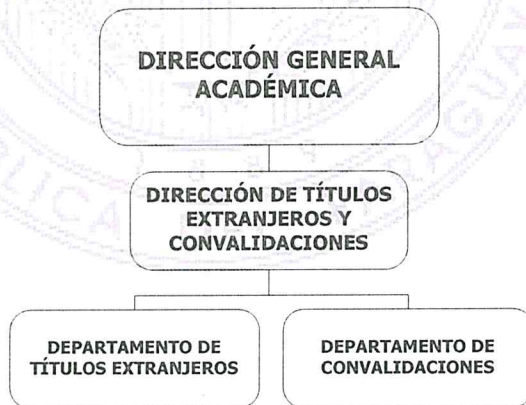 DIRECCIÓN GENERAL
ACADÉMICA
DIRECCIÓN DE TÍTULOS
EXTRANJEROS Y
CONVALIDACIONES
DEPARTAMENTO DE
TÍTULOS EXTRANJEROS
DEPARTAMENTO DE
CONVALIDACIONES